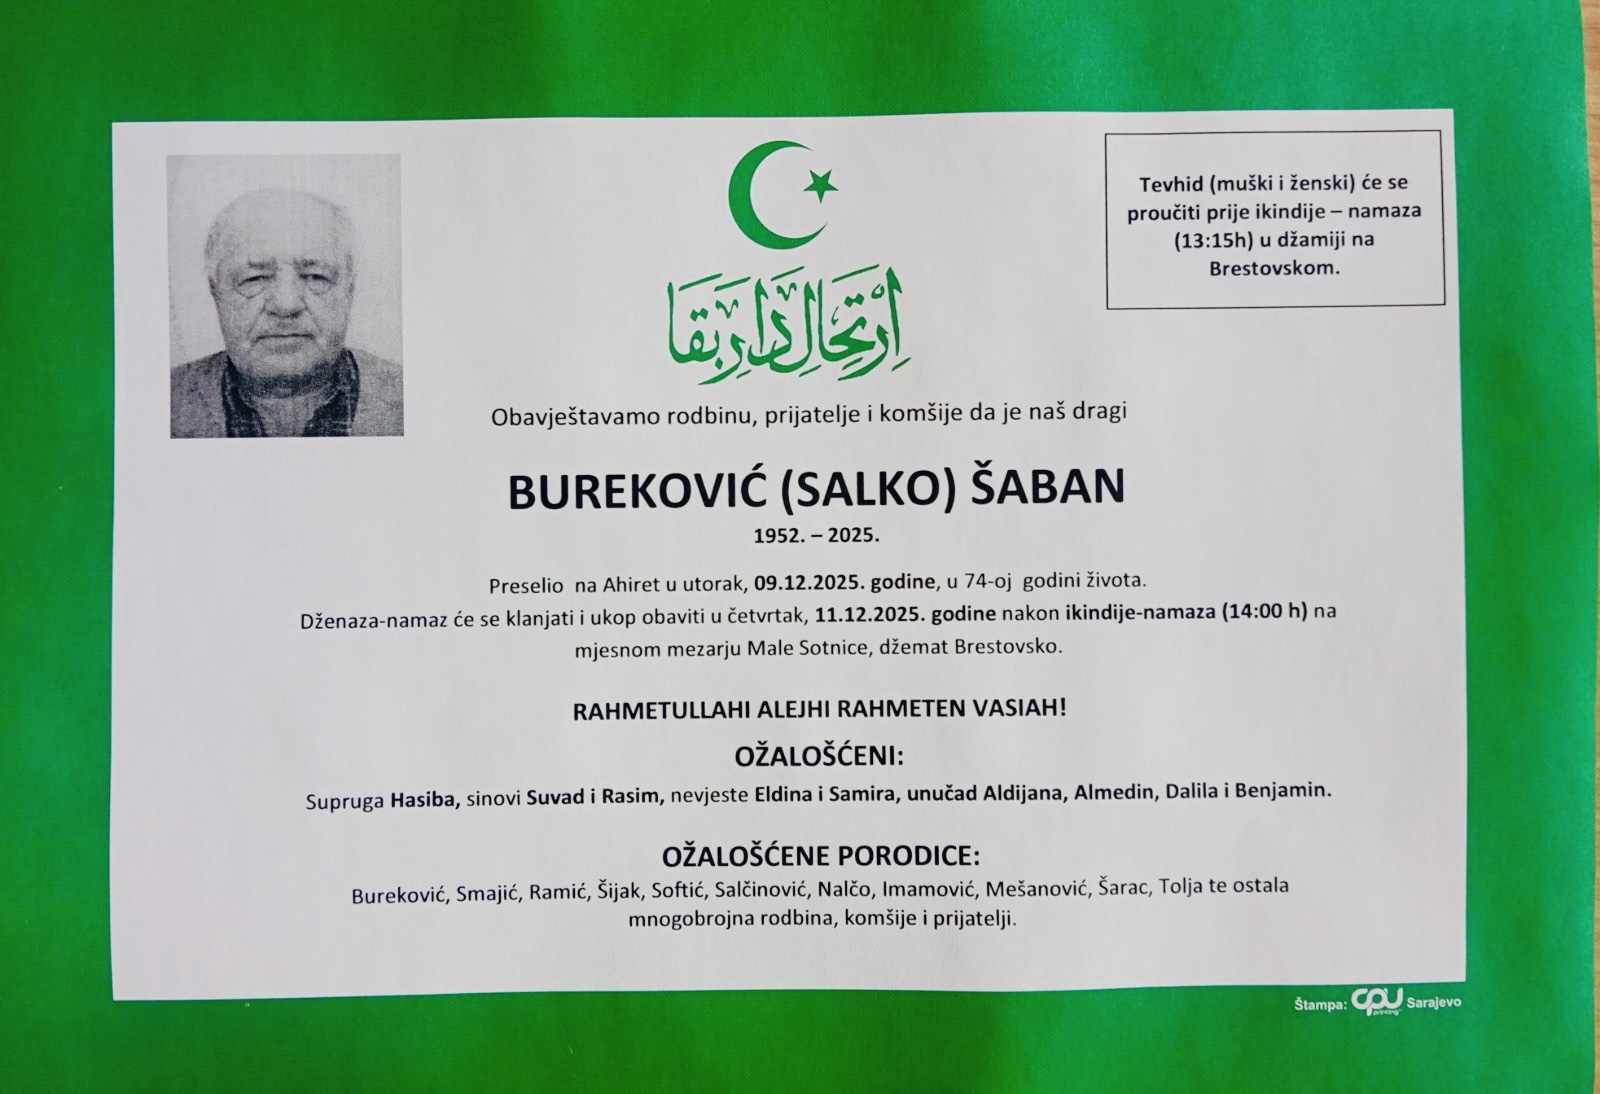 Tevhid (muški i ženski) će se
proučiti prije ikindije – namaza
(13:15h) u džamiji na
Brestovskom.
اِرْتِحَالِ دَارِ بَقَا
Obavještavamo rodbinu, prijatelje i komšije da je naš dragi
BUREKOVIĆ (SALKO) ŠABAN
1952. – 2025.
Preselio na Ahiret u utorak, 09.12.2025. godine, u 74-oj godini života.
Dženaza-namaz će se klanjati i ukop obaviti u četvrtak, 11.12.2025. godine nakon ikindije-namaza (14:00 h) na
mjesnom mezarju Male Sotnice, džemat Brestovsko.
RAHMETULLAHI ALEJHI RAHMETEN VASIAH!
OŽALOŠĆENI:
Supruga Hasiba, sinovi Suvad i Rasim, nevjeste Eldina i Samira, unučad Aldijana, Almedin, Dalila i Benjamin.
OŽALOŠĆENE PORODICE:
Bureković, Smajić, Ramić, Šijak, Softić, Salčinović, Nalčo, Imamović, Mešanović, Šarac, Tolja te ostala
mnogobrojna rodbina, komšije i prijatelji.
Štampa: CPU printing Sarajevo